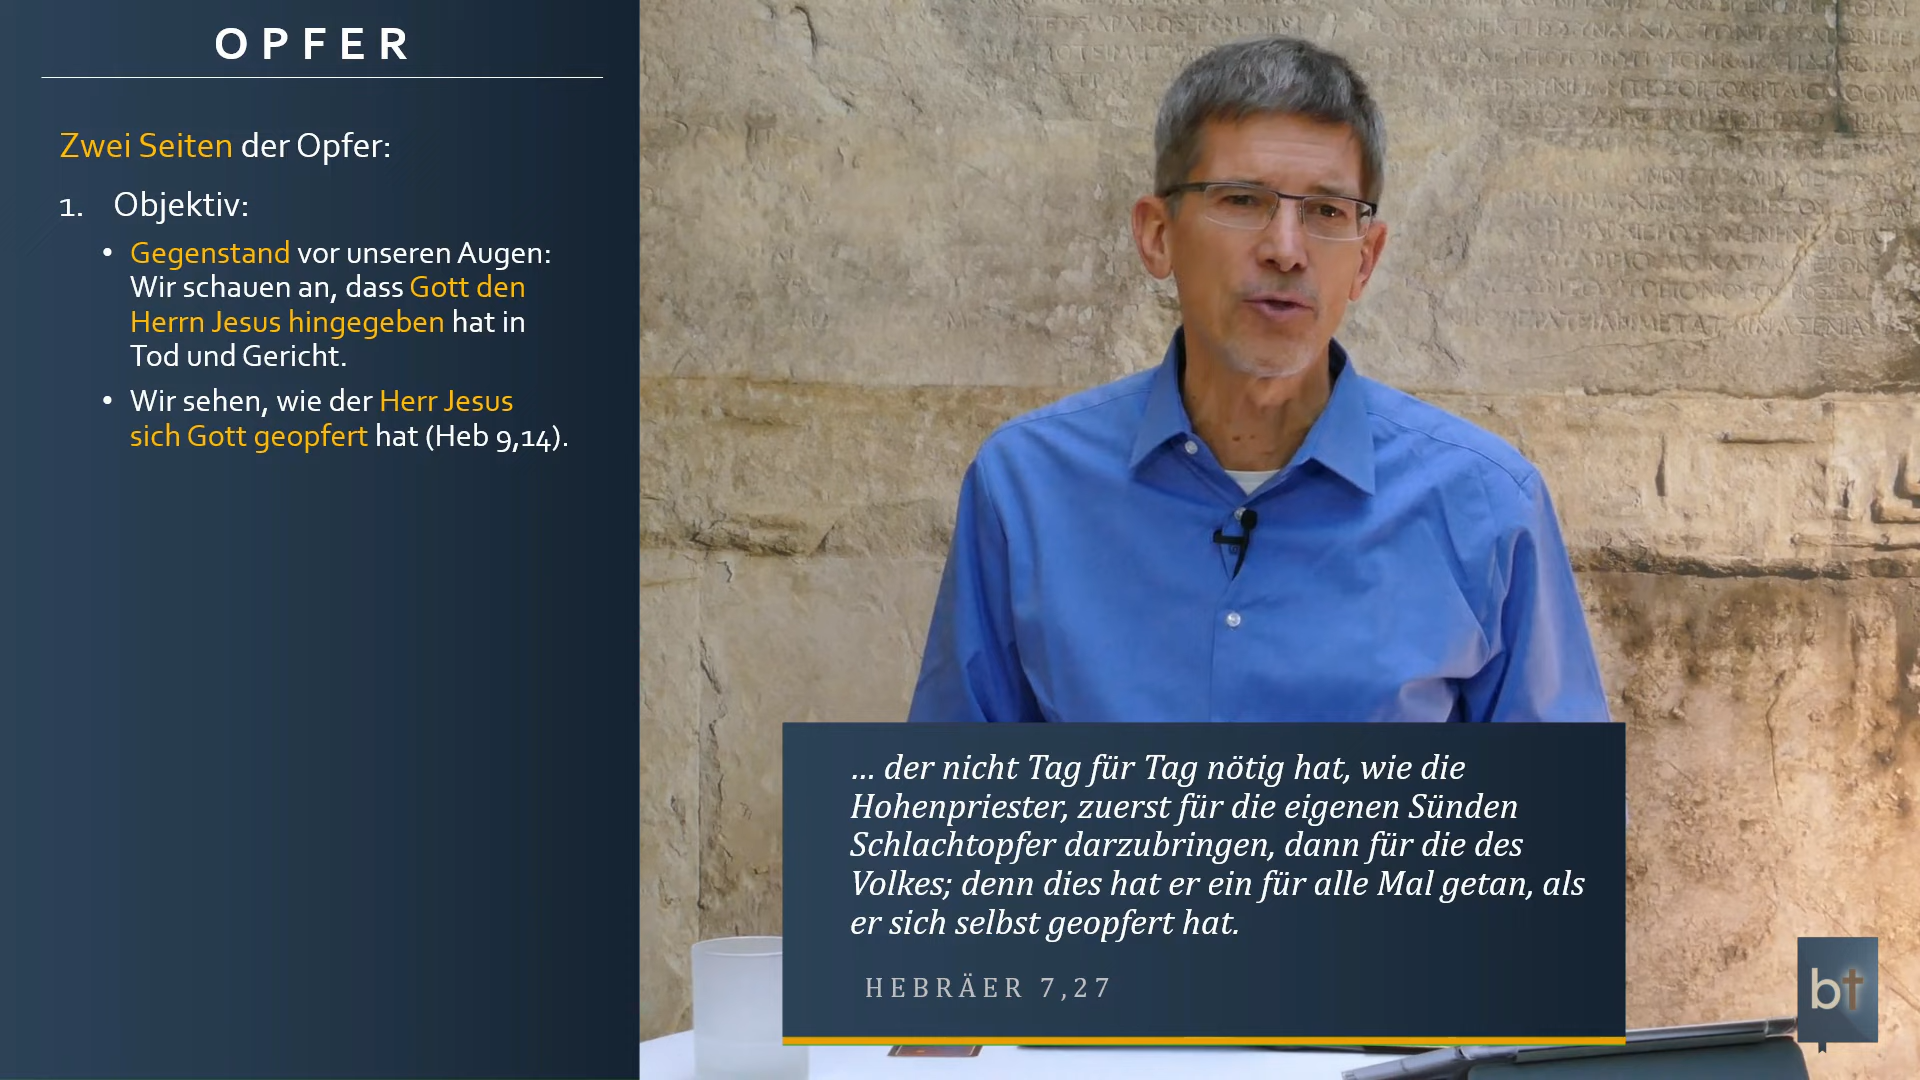 OPFER
Zwei Seiten der Opfer:
1. Objektiv:
• Gegenstand vor unseren Augen:
Wir schauen an, dass Gott den
Herrn Jesus hingegeben hat in
Tod und Gericht.
• Wir sehen, wie der Herr Jesus
sich Gott geopfert hat (Heb 9,14).
... der nicht Tag für Tag nötig hat, wie die
Hohenpriester, zuerst für die eigenen Sünden
Schlachtopfer darzubringen, dann für die des
Volkes; denn dies hat er ein für alle Mal getan, als
er sich selbst geopfert hat.
HEBRÄER 7,27
bt